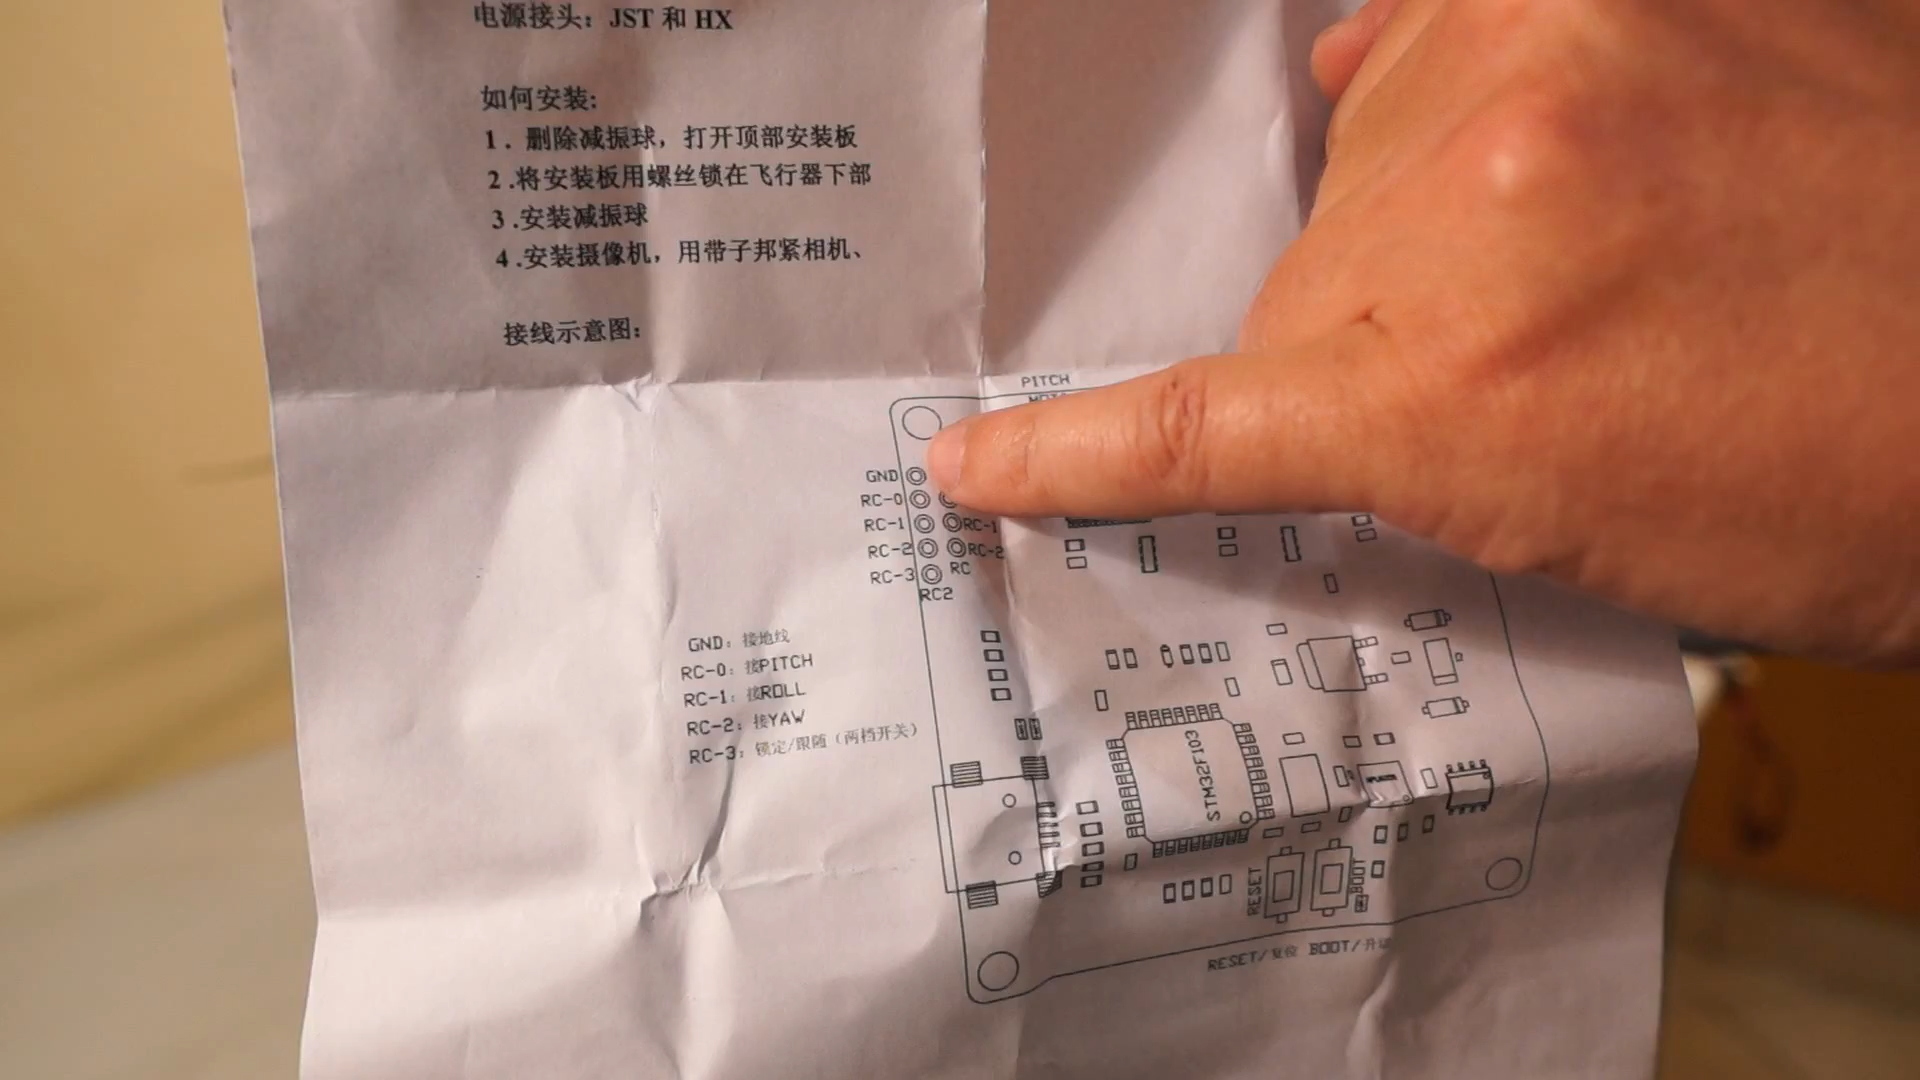 电源接头：JST 和 HX
如何安装:
1．删除减振球，打开顶部安装板
2 .将安装板用螺丝锁在飞行器下部
3 .安装减振球
4 .安装摄像机，用带子邦紧相机、
接线示意图:
PITCH
GND
RC-0
RC-1 RC-1
RC-2 RC-2
RC-3 RC
RC2
GND: 接地线
RC-0: 接PITCH
RC-1: 接ROLL
RC-2: 接YAW
RC-3: 锁定/跟随 (两档开关)
STM32F103
RESET
BOOT
RESET/复位 BOOT/升